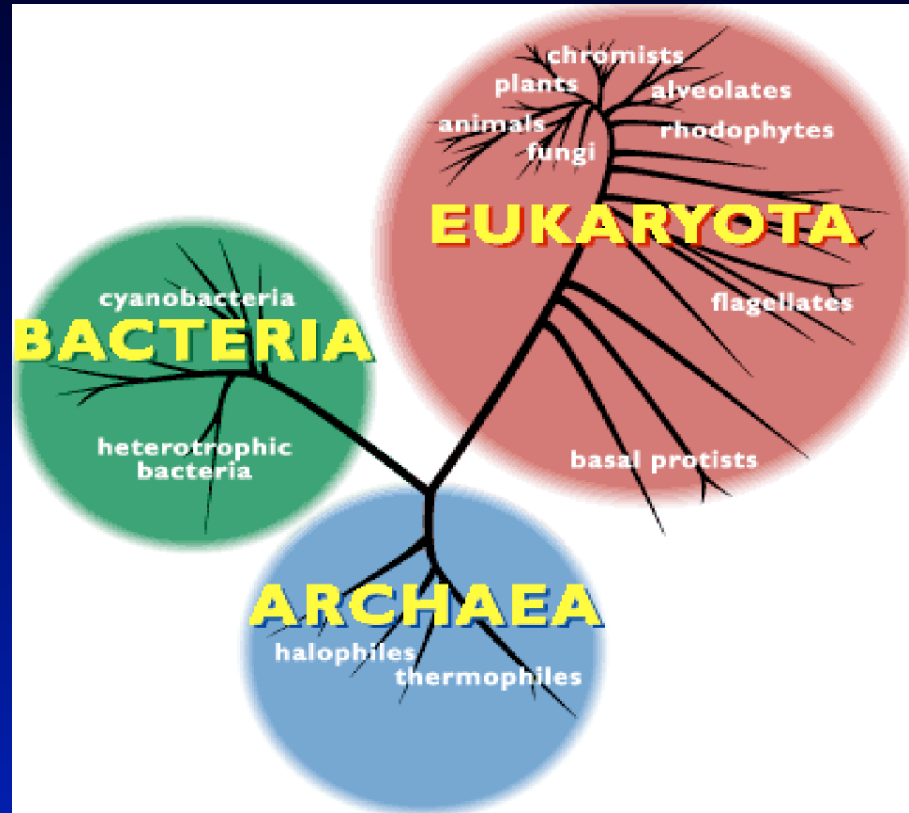 chromists
plants
alveolates
animals
rhodophytes
fungi
EUKARYOTA
cyanobacteria
flagellates
BACTERIA
heterotrophic
bacteria
basal protists
ARCHAEA
halophiles
thermophiles